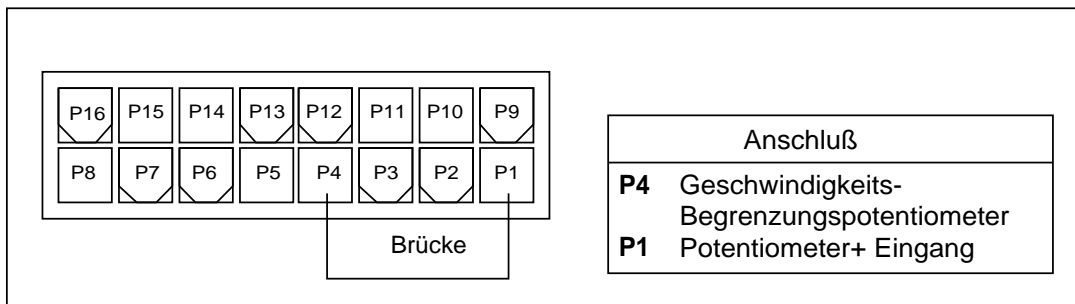 P16 P15 P14 P13 P12 P11 P10 P9
P8 P7 P6 P5 P4 P3 P2 P1
Brücke
Anschluß
P4 Geschwindigkeits-
Begrenzungspotentiometer
P1 Potentiometer+ Eingang